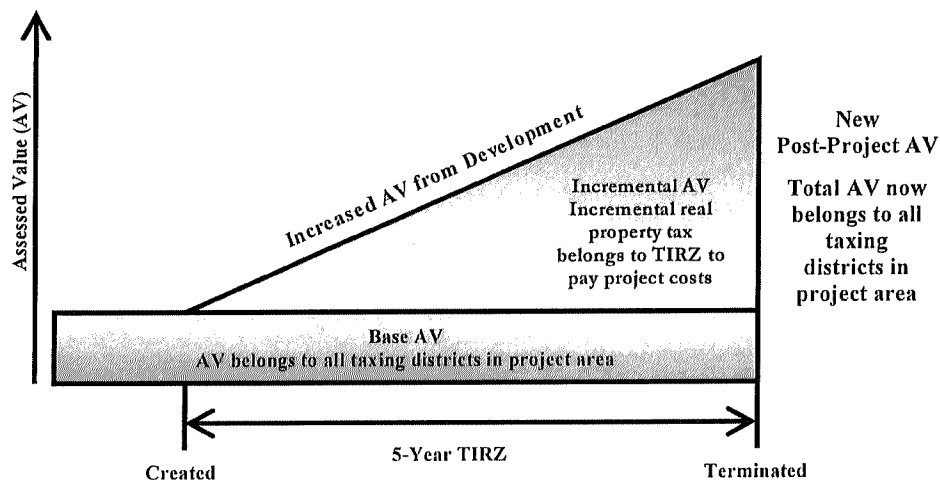 Assessed Value (AV)
Increased AV from Development
Incremental AV
Incremental real
property tax
belongs to TIRZ to
pay project costs
New
Post-Project AV
Total AV now
belongs to all
taxing
districts in
project area
Base AV
AV belongs to all taxing districts in project area
5-Year TIRZ
Created
Terminated